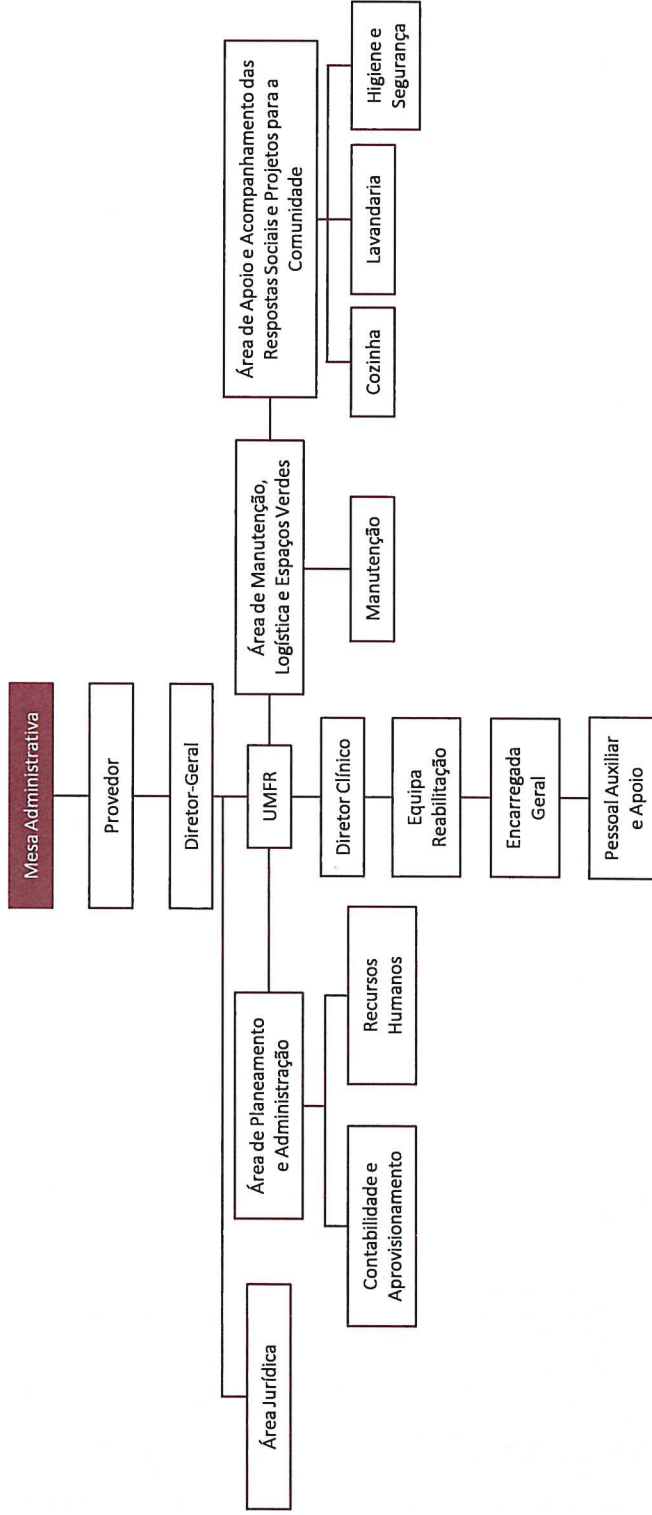 Mesa Administrativa
Provedor
Diretor-Geral
Área Jurídica
Área de Planeamento
e Administração
UMFR
Área de Manutenção,
Logística e Espaços Verdes
Área de Apoio e Acompanhamento das
Respostas Sociais e Projetos para a
Comunidade
Contabilidade e
Aprovisionamento
Recursos
Humanos
Diretor Clínico
Manutenção
Cozinha
Lavandaria
Higiene e
Segurança
Equipa
Reabilitação
Encarregada
Geral
Pessoal Auxiliar
e Apoio